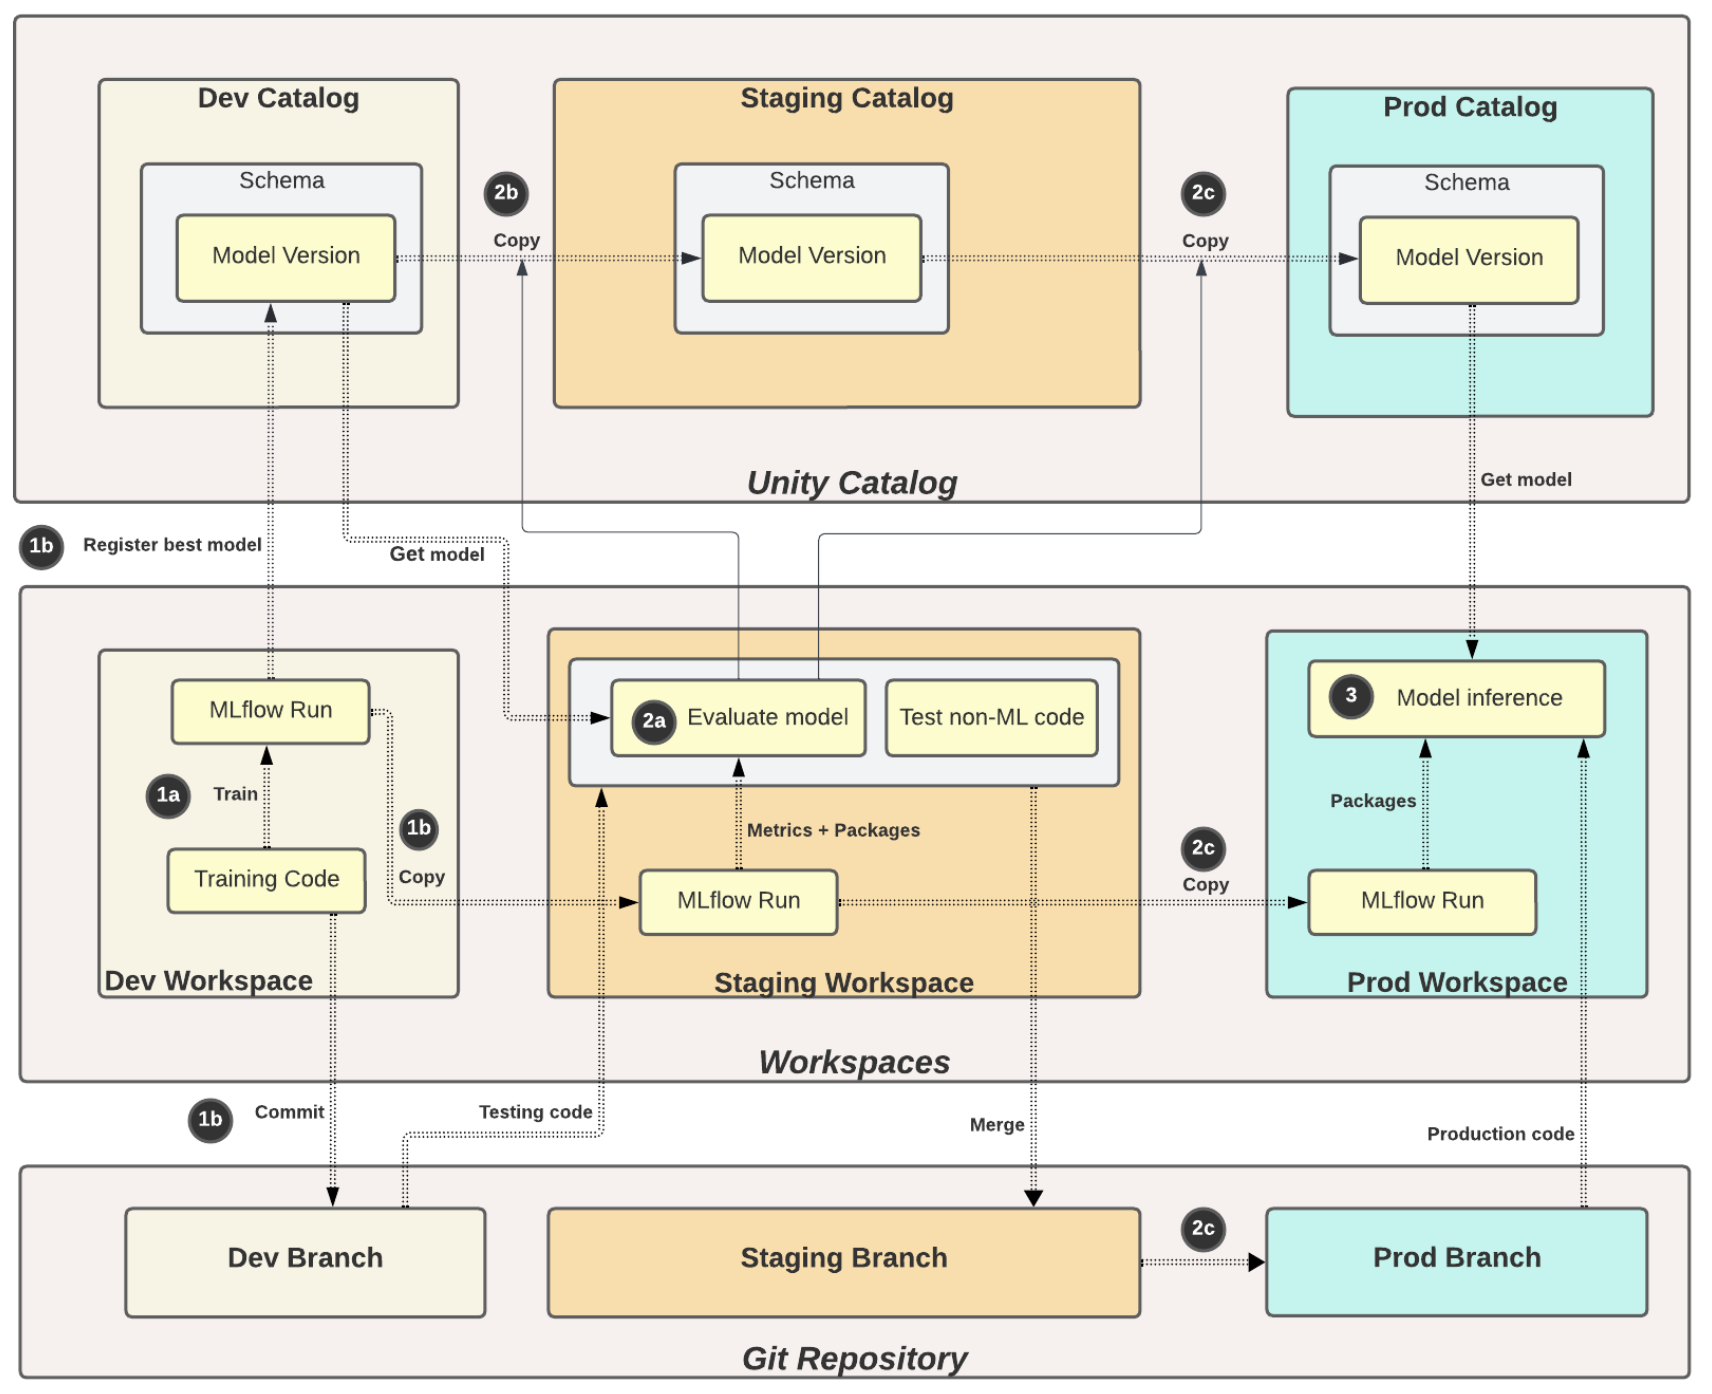 Dev Catalog
Staging Catalog
Prod Catalog
Schema
2b
Schema
2c
Schema
Copy
Copy
Model Version
Model Version
Model Version
Unity Catalog
Get model
1b
Register best model
Get model
MLflow Run
2a
Evaluate model
Test non-ML code
3
Model inference
1a
Train
1b
Metrics + Packages
Packages
2c
Training Code
Copy
Copy
MLflow Run
MLflow Run
Dev Workspace
Staging Workspace
Prod Workspace
Workspaces
1b
Commit
Testing code
Merge
Production code
2c
Dev Branch
Staging Branch
Prod Branch
Git Repository